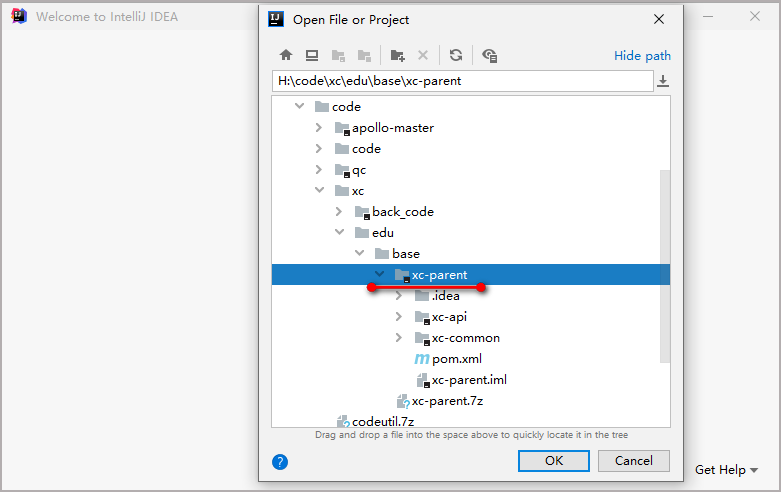 Welcome to IntelliJ IDEA
Open File or Project
Hide path
H:\code\xc\edu\base\xc-parent
code
apollo-master
code
qc
xc
back_code
edu
base
xc-parent
.idea
xc-api
xc-common
pom.xml
xc-parent.iml
xc-parent.7z
codeutil.7z
Drag and drop a file into the space above to quickly locate it in the tree
? OK Cancel
Get Help